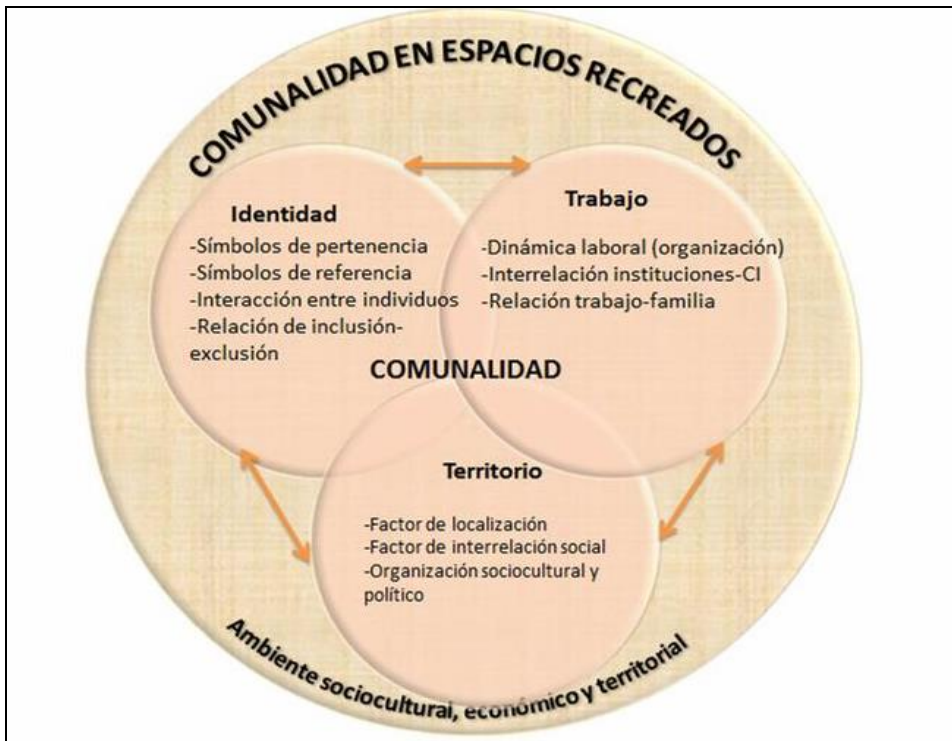 COMUNALIDAD EN ESPACIOS RECREADOS
Identidad
-Símbolos de pertenencia
-Símbolos de referencia
-Interacción entre individuos
-Relación de inclusión-
exclusión
Trabajo
-Dinámica laboral (organización)
-Interrelación instituciones-CI
-Relación trabajo-familia
COMUNALIDAD
Territorio
-Factor de localización
-Factor de interrelación social
-Organización sociocultural y
político
Ambiente sociocultural, económico y territorial